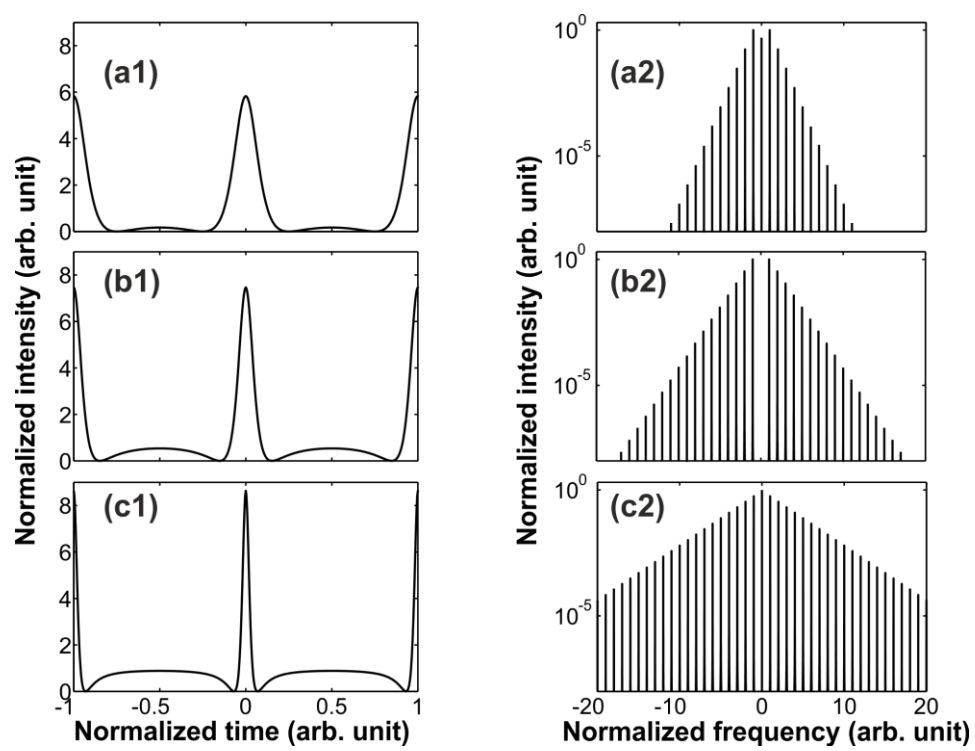 (a1)
8
6
4
2
0
(b1)
8
6
4
2
0
(c1)
8
6
4
2
0
-1 -0.5 0 0.5 1
Normalized time (arb. unit)
Normalized intensity (arb. unit)
(a2)
10^0
10^-5
(b2)
10^0
10^-5
(c2)
10^0
10^-5
-20 -10 0 10 20
Normalized frequency (arb. unit)
Normalized intensity (arb. unit)